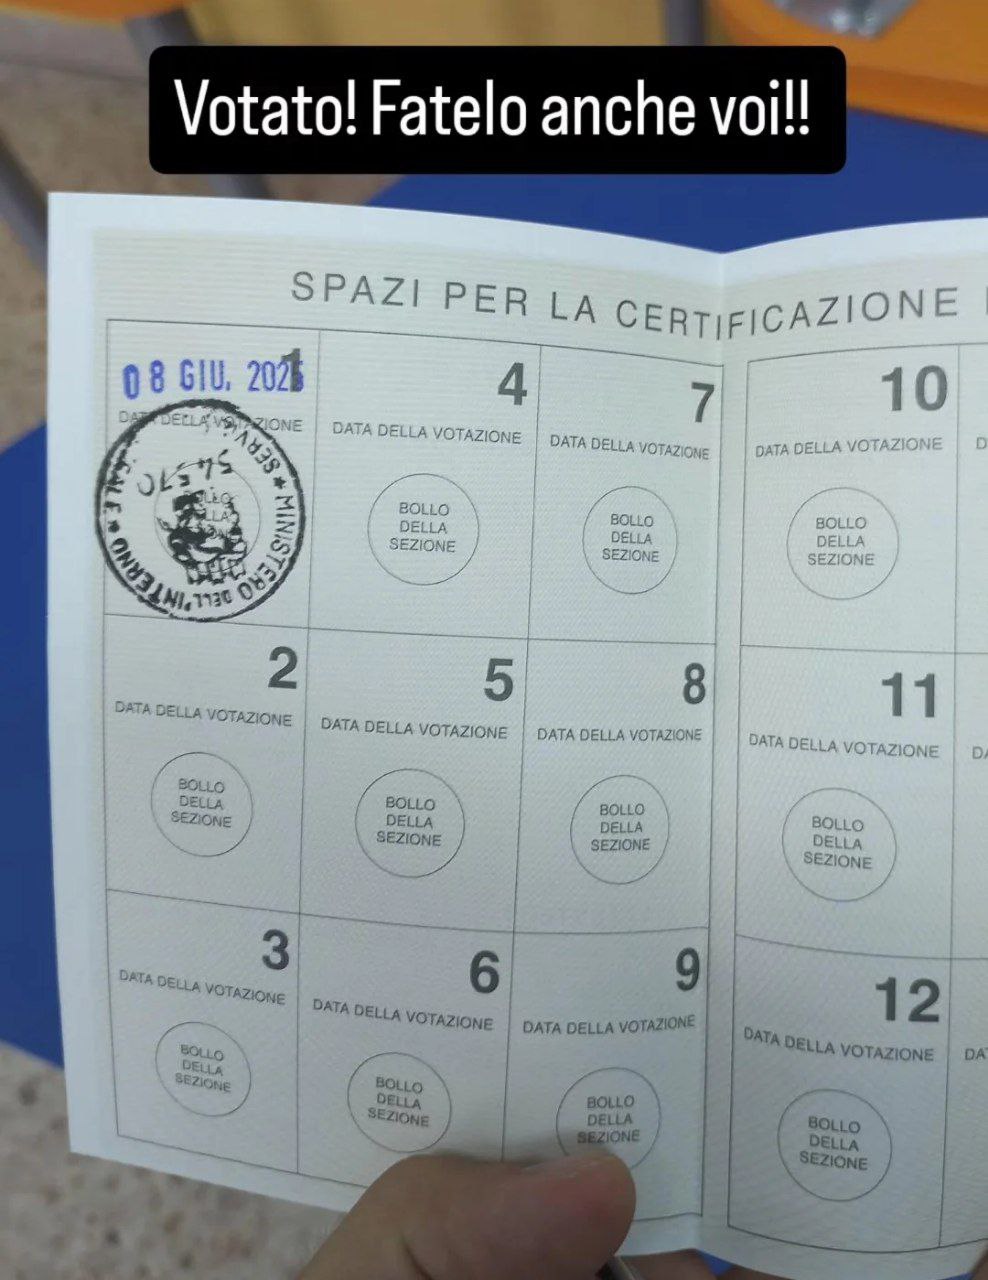 Votato! Fatelo anche voi!!
SPAZI PER LA CERTIFICAZIONE
1
08 GIU. 2025
DATA DELLA VOTAZIONE
MINISTERO DELL'INTERNO
4
DATA DELLA VOTAZIONE
BOLLO
DELLA
SEZIONE
7
DATA DELLA VOTAZIONE
BOLLO
DELLA
SEZIONE
10
DATA DELLA VOTAZIONE
BOLLO
DELLA
SEZIONE
2
DATA DELLA VOTAZIONE
BOLLO
DELLA
SEZIONE
5
DATA DELLA VOTAZIONE
BOLLO
DELLA
SEZIONE
8
DATA DELLA VOTAZIONE
BOLLO
DELLA
SEZIONE
11
DATA DELLA VOTAZIONE
BOLLO
DELLA
SEZIONE
3
DATA DELLA VOTAZIONE
BOLLO
DELLA
SEZIONE
6
DATA DELLA VOTAZIONE
BOLLO
DELLA
SEZIONE
9
DATA DELLA VOTAZIONE
BOLLO
DELLA
SEZIONE
12
DATA DELLA VOTAZIONE
BOLLO
DELLA
SEZIONE